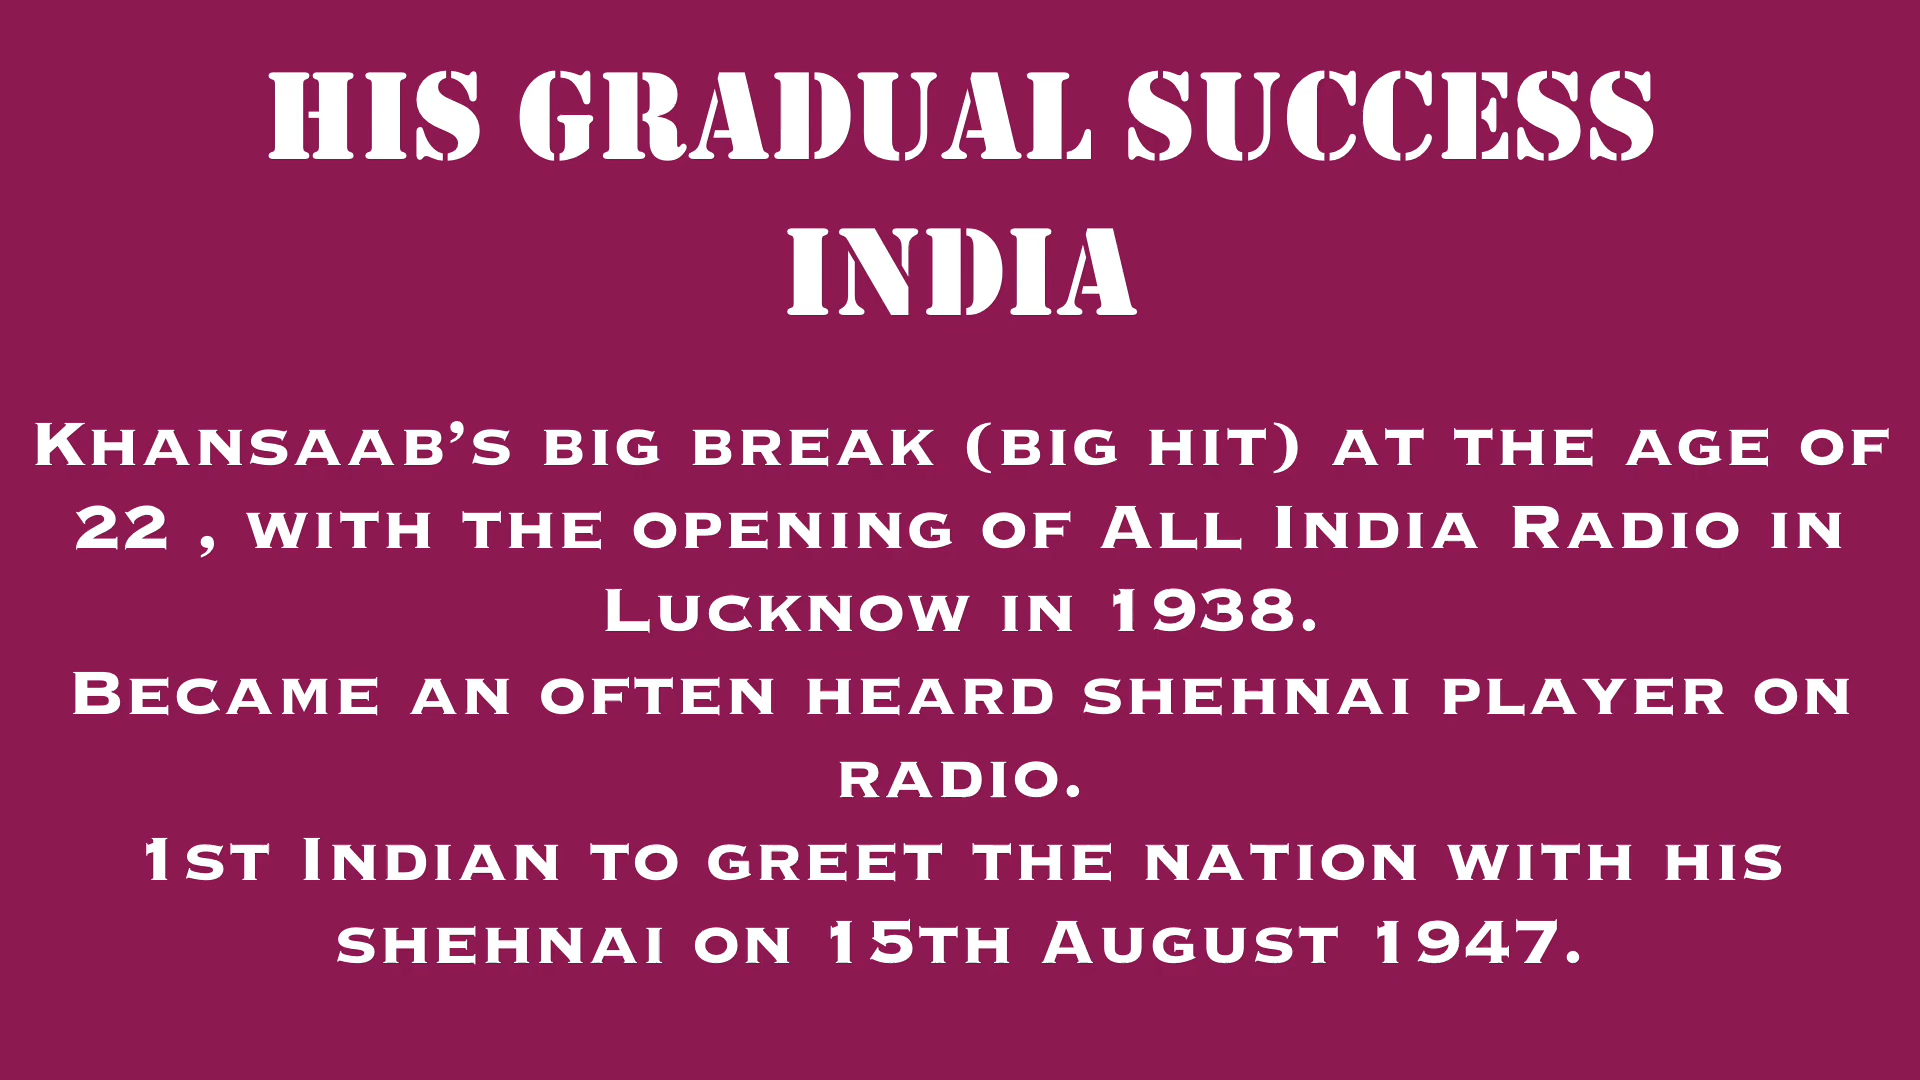 HIS GRADUAL SUCCESS
INDIA
Khansaab’s big break (big hit) at the age of
22 , with the opening of All India Radio in
Lucknow in 1938.
Became an often heard shehnai player on
radio.
1st Indian to greet the nation with his
shehnai on 15th August 1947.